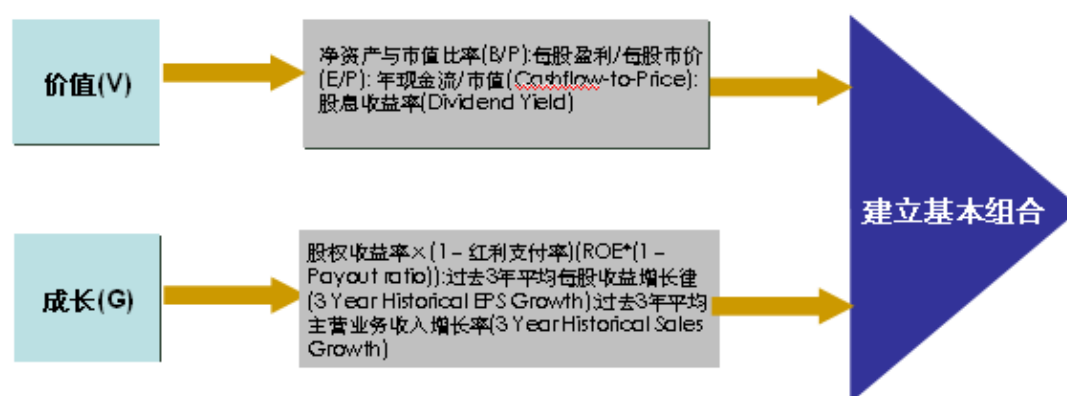 价值(V)
净资产与市值比率(B/P):每股盈利/每股市价
(E/P): 年现金流/市值(Cashflow-to-Price):
股息收益率(Dividend Yield)
建立基本组合
成长(G)
股权收益率×(1 – 红利支付率)(ROE*(1 –
Payout ratio)):过去3年平均每股收益增长律
(3 Year Historical EPS Growth):过去3年平均
主营业务收入增长率(3 Year Historical Sales
Growth)